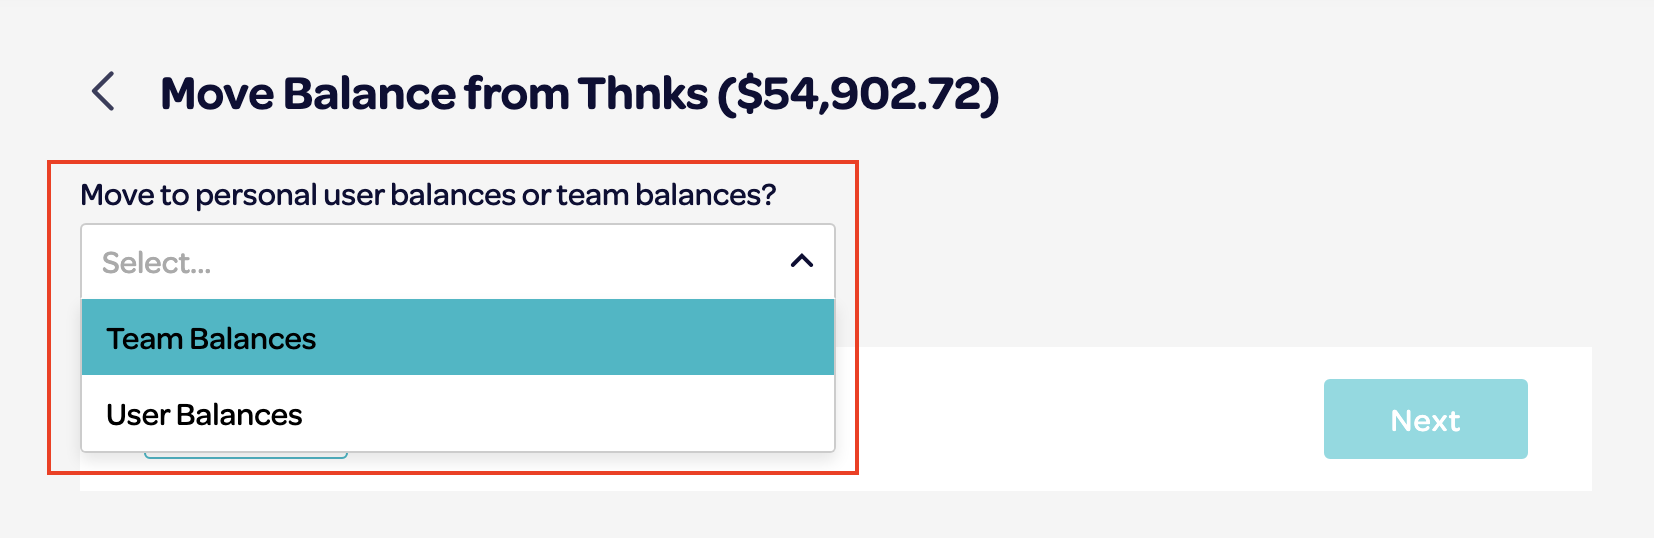 Move Balance from Thnks ($54,902.72)
Move to personal user balances or team balances?
Select...
Team Balances
User Balances
Next